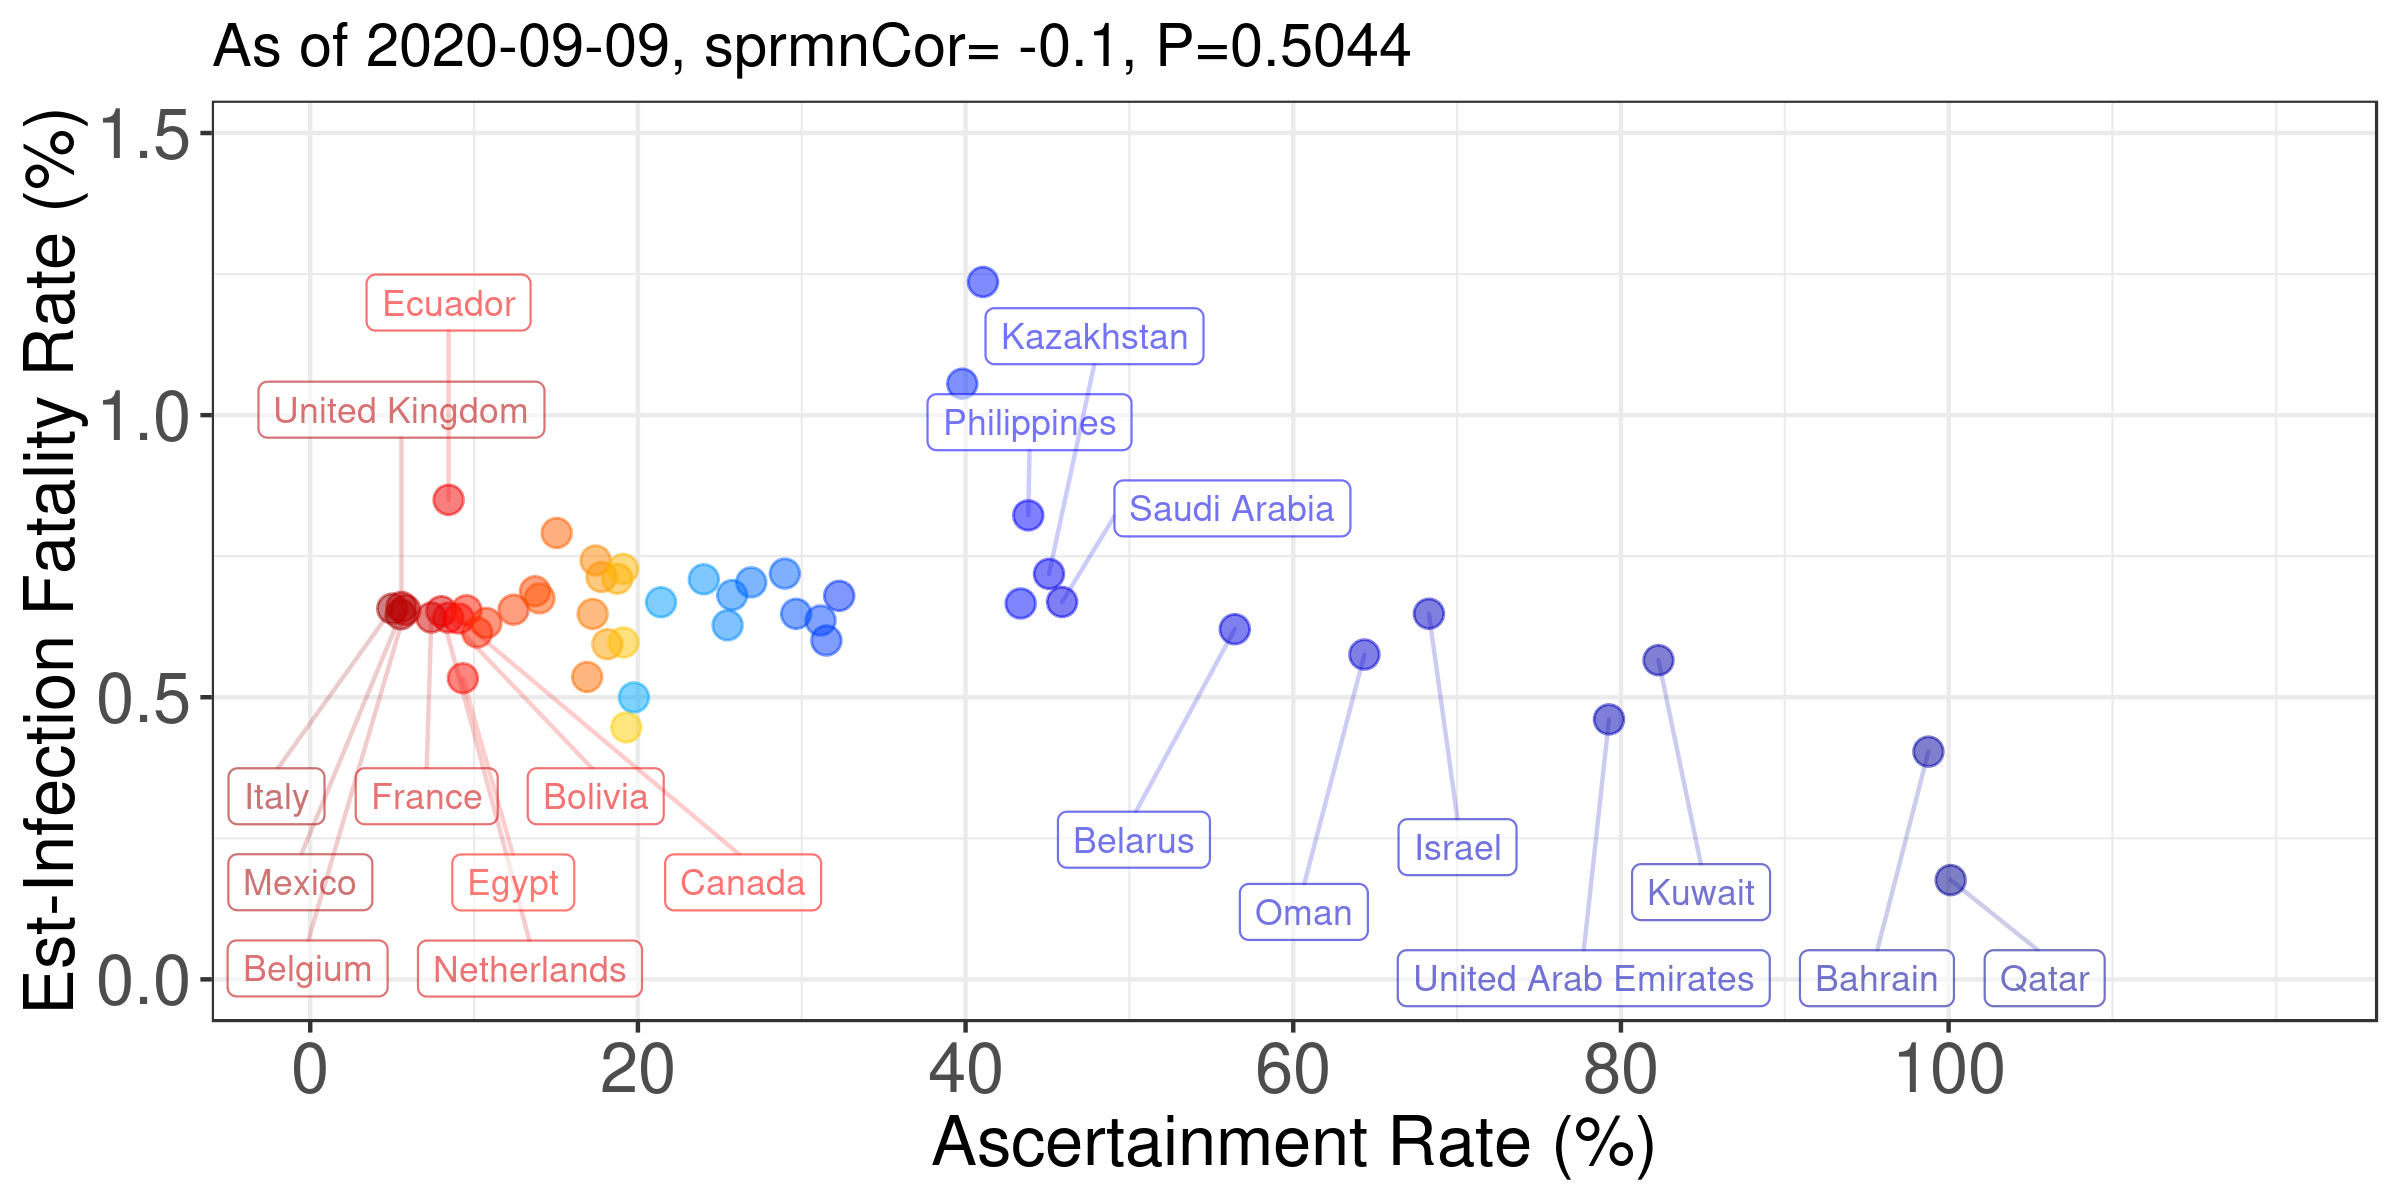 As of 2020-09-09, sprmnCor= -0.1, P=0.5044
Est-Infection Fatality Rate (%)
1.5
1.0
0.5
0.0
Ecuador
Kazakhstan
United Kingdom
Philippines
Saudi Arabia
Italy
France
Bolivia
Belarus
Israel
Mexico
Egypt
Canada
Kuwait
Oman
Belgium
Netherlands
United Arab Emirates
Bahrain
Qatar
0
20
40
60
80
100
Ascertainment Rate (%)